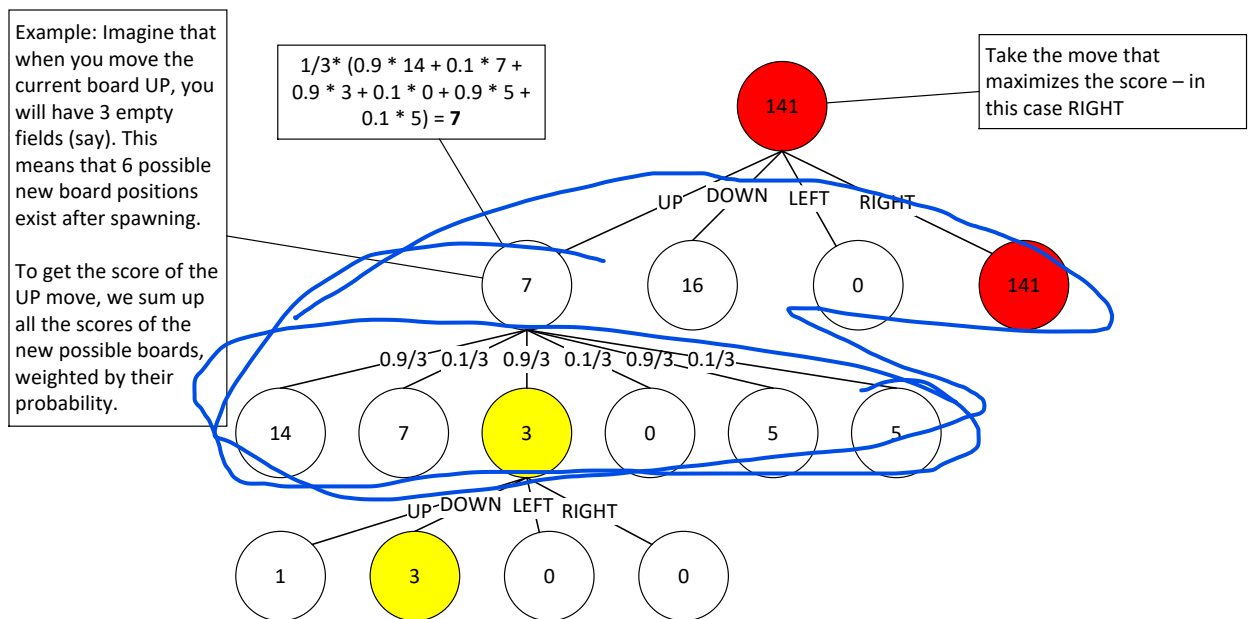 Example: Imagine that
when you move the
current board UP, you
will have 3 empty
fields (say). This
means that 6 possible
new board positions
exist after spawning.
To get the score of the
UP move, we sum up
all the scores of the
new possible boards,
weighted by their
probability.
1/3* (0.9 * 14 + 0.1 * 7 +
0.9 * 3 + 0.1 * 0 + 0.9 * 5 +
0.1 * 5) = 7
141
Take the move that
maximizes the score – in
this case RIGHT
UP DOWN LEFT RIGHT
7 16 0 141
0.9/3 0.1/3 0.9/3 0.1/3 0.9/3 0.1/3
14 7 3 0 5 5
UP DOWN LEFT RIGHT
1 3 0 0